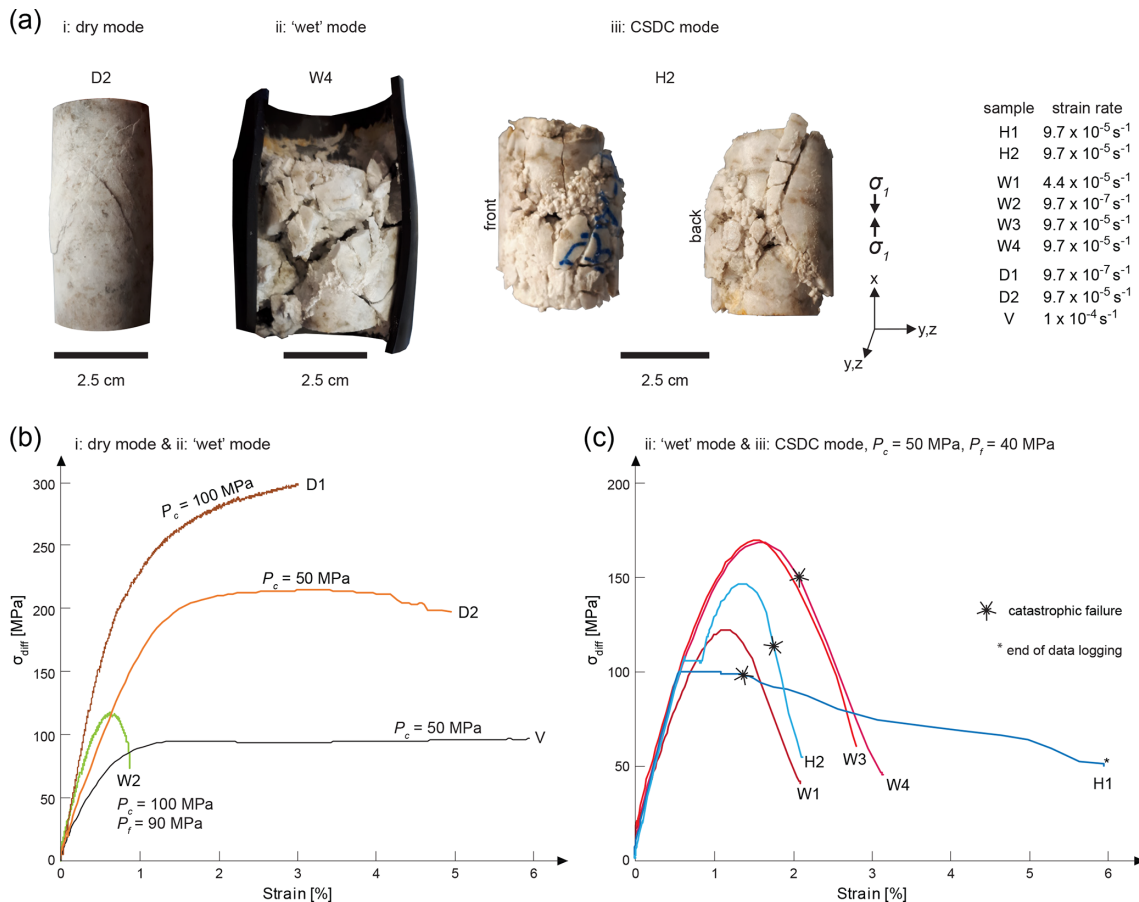 (a)
i: dry mode
ii: ‘wet’ mode
iii: CSDC mode
D2
W4
H2
front
back
2.5 cm
2.5 cm
2.5 cm
σ₁
σ₁
x
y,z
y,z
sample strain rate
H1 9.7 x 10⁻⁵ s⁻¹
H2 9.7 x 10⁻⁵ s⁻¹
W1 4.4 x 10⁻⁵ s⁻¹
W2 9.7 x 10⁻⁷ s⁻¹
W3 9.7 x 10⁻⁵ s⁻¹
W4 9.7 x 10⁻⁵ s⁻¹
D1 9.7 x 10⁻⁷ s⁻¹
D2 9.7 x 10⁻⁵ s⁻¹
V 1 x 10⁻⁴ s⁻¹
(b)
i: dry mode & ii: ‘wet’ mode
300
250
200
150
100
50
0
σdiff [MPa]
Pc = 100 MPa
D1
Pc = 50 MPa
D2
Pc = 50 MPa
V
W2
Pc = 100 MPa
Pf = 90 MPa
0 1 2 3 4 5 6
Strain [%]
(c)
ii: ‘wet’ mode & iii: CSDC mode, Pc = 50 MPa, Pf = 40 MPa
200
150
100
50
0
σdiff [MPa]
catastrophic failure
* end of data logging
H2
W3
W1
W4
*
H1
0 1 2 3 4 5 6
Strain [%]